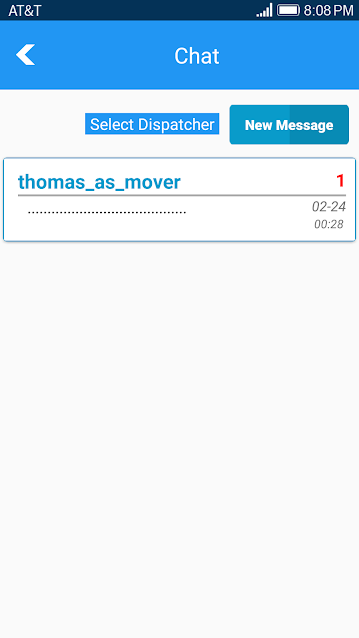 AT&T 8:08 PM
Chat
Select Dispatcher New Message
thomas_as_mover 1
........................................ 02-24
00:28